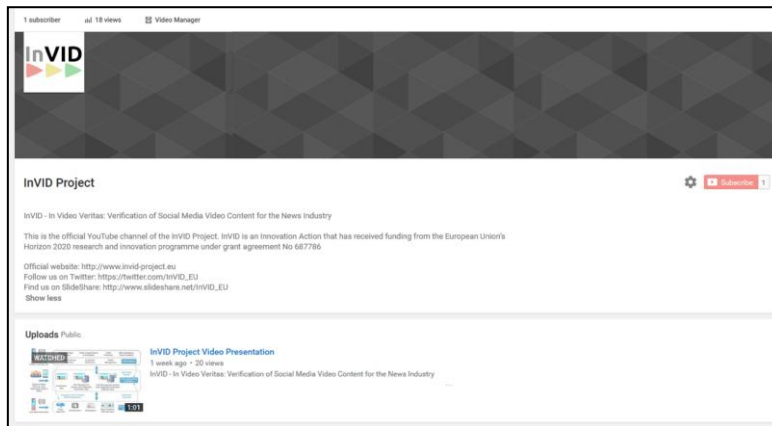 1 subscriber 18 views Video Manager
InVID
InVID Project
Subscribe 1
InVID - In Video Veritas: Verification of Social Media Video Content for the News Industry
This is the official YouTube channel of the InVID Project. InVID is an Innovation Action that has received funding from the European Union's
Horizon 2020 research and innovation programme under grant agreement No 687786
Official website: http://www.invid-project.eu
Follow us on Twitter: https://twitter.com/InVID_EU
Find us on SlideShare: http://www.slideshare.net/InVID_EU
Show less
Uploads Public
WATCHED
1:01
InVID Project Video Presentation
1 week ago • 20 views
InVID - In Video Veritas: Verification of Social Media Video Content for the News Industry